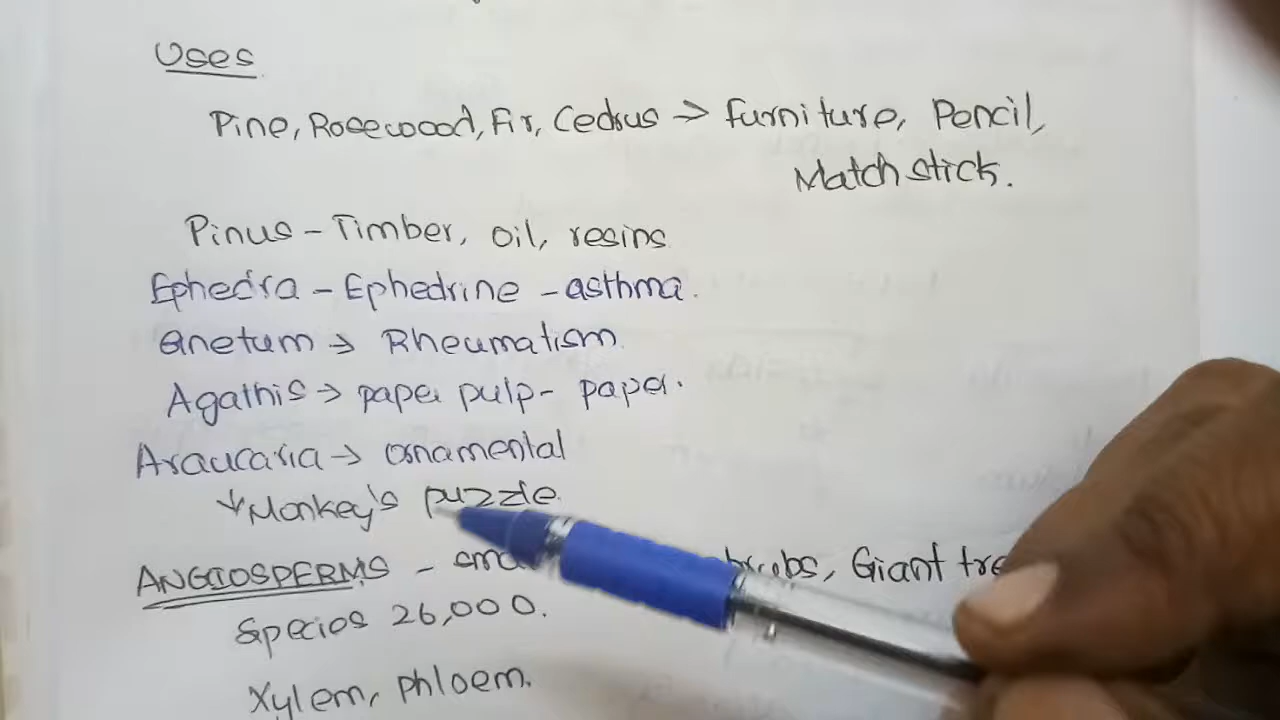 Uses
Pine, Rosewood, Fir, Cedrus → Furniture, Pencil,
Match stick.
Pinus - Timber, oil, resins
Ephedra - Ephedrine - asthma.
Gnetum → Rheumatism.
Agathis → paper pulp - paper.
Araucaria → ornamental
↓ Monkey's puzzle.
ANGIOSPERMS - Giant
Species 26,000.
Xylem, phloem.